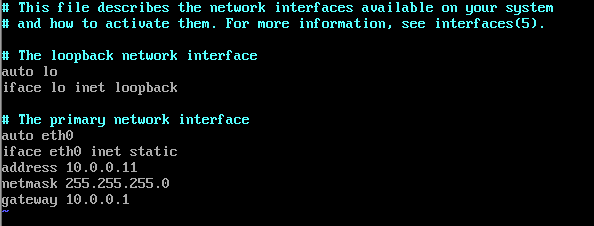 # This file describes the network interfaces available on your system
# and how to activate them. For more information, see interfaces(5).
# The loopback network interface
auto lo
iface lo inet loopback
# The primary network interface
auto eth0
iface eth0 inet static
address 10.0.0.11
netmask 255.255.255.0
gateway 10.0.0.1
~